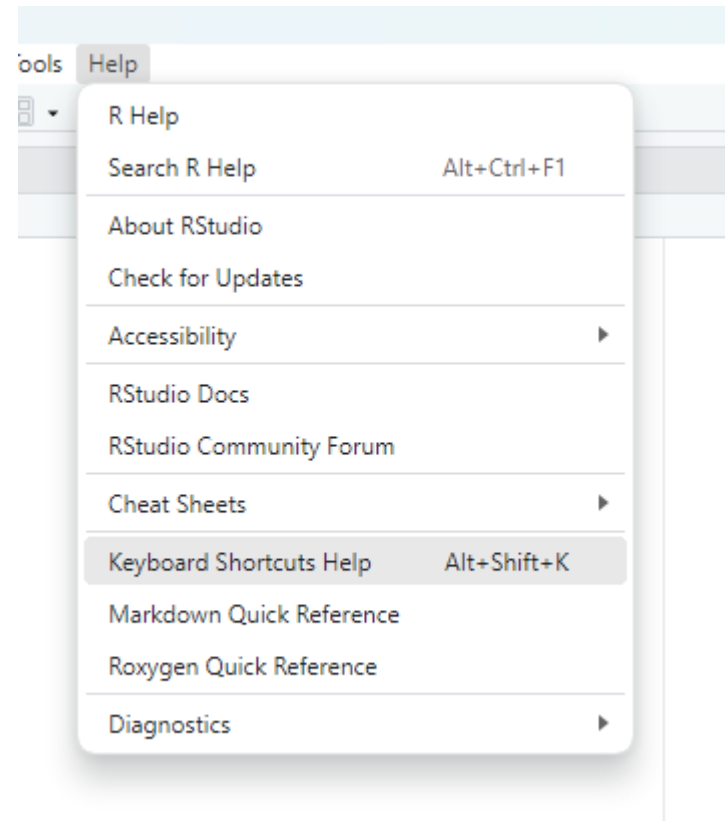 ools Help
R Help
Search R Help Alt+Ctrl+F1
About RStudio
Check for Updates
Accessibility
RStudio Docs
RStudio Community Forum
Cheat Sheets
Keyboard Shortcuts Help Alt+Shift+K
Markdown Quick Reference
Roxygen Quick Reference
Diagnostics